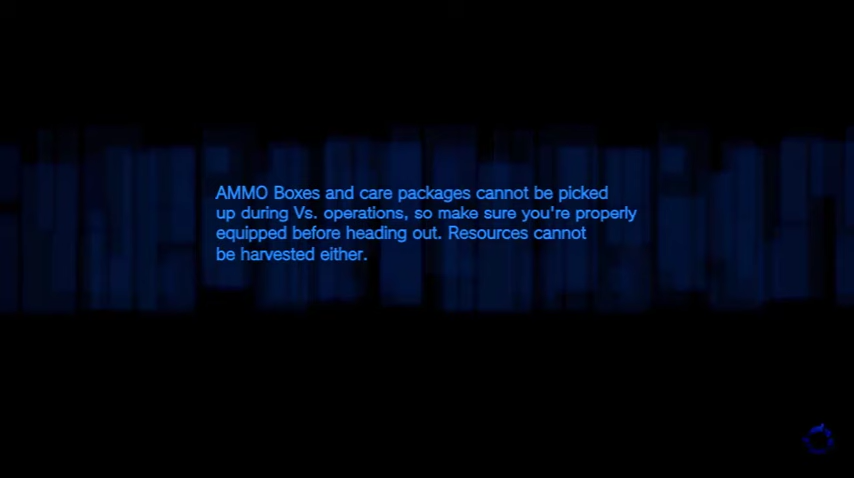 AMMO Boxes and care packages cannot be picked
up during Vs. operations, so make sure you're properly
equipped before heading out. Resources cannot
be harvested either.